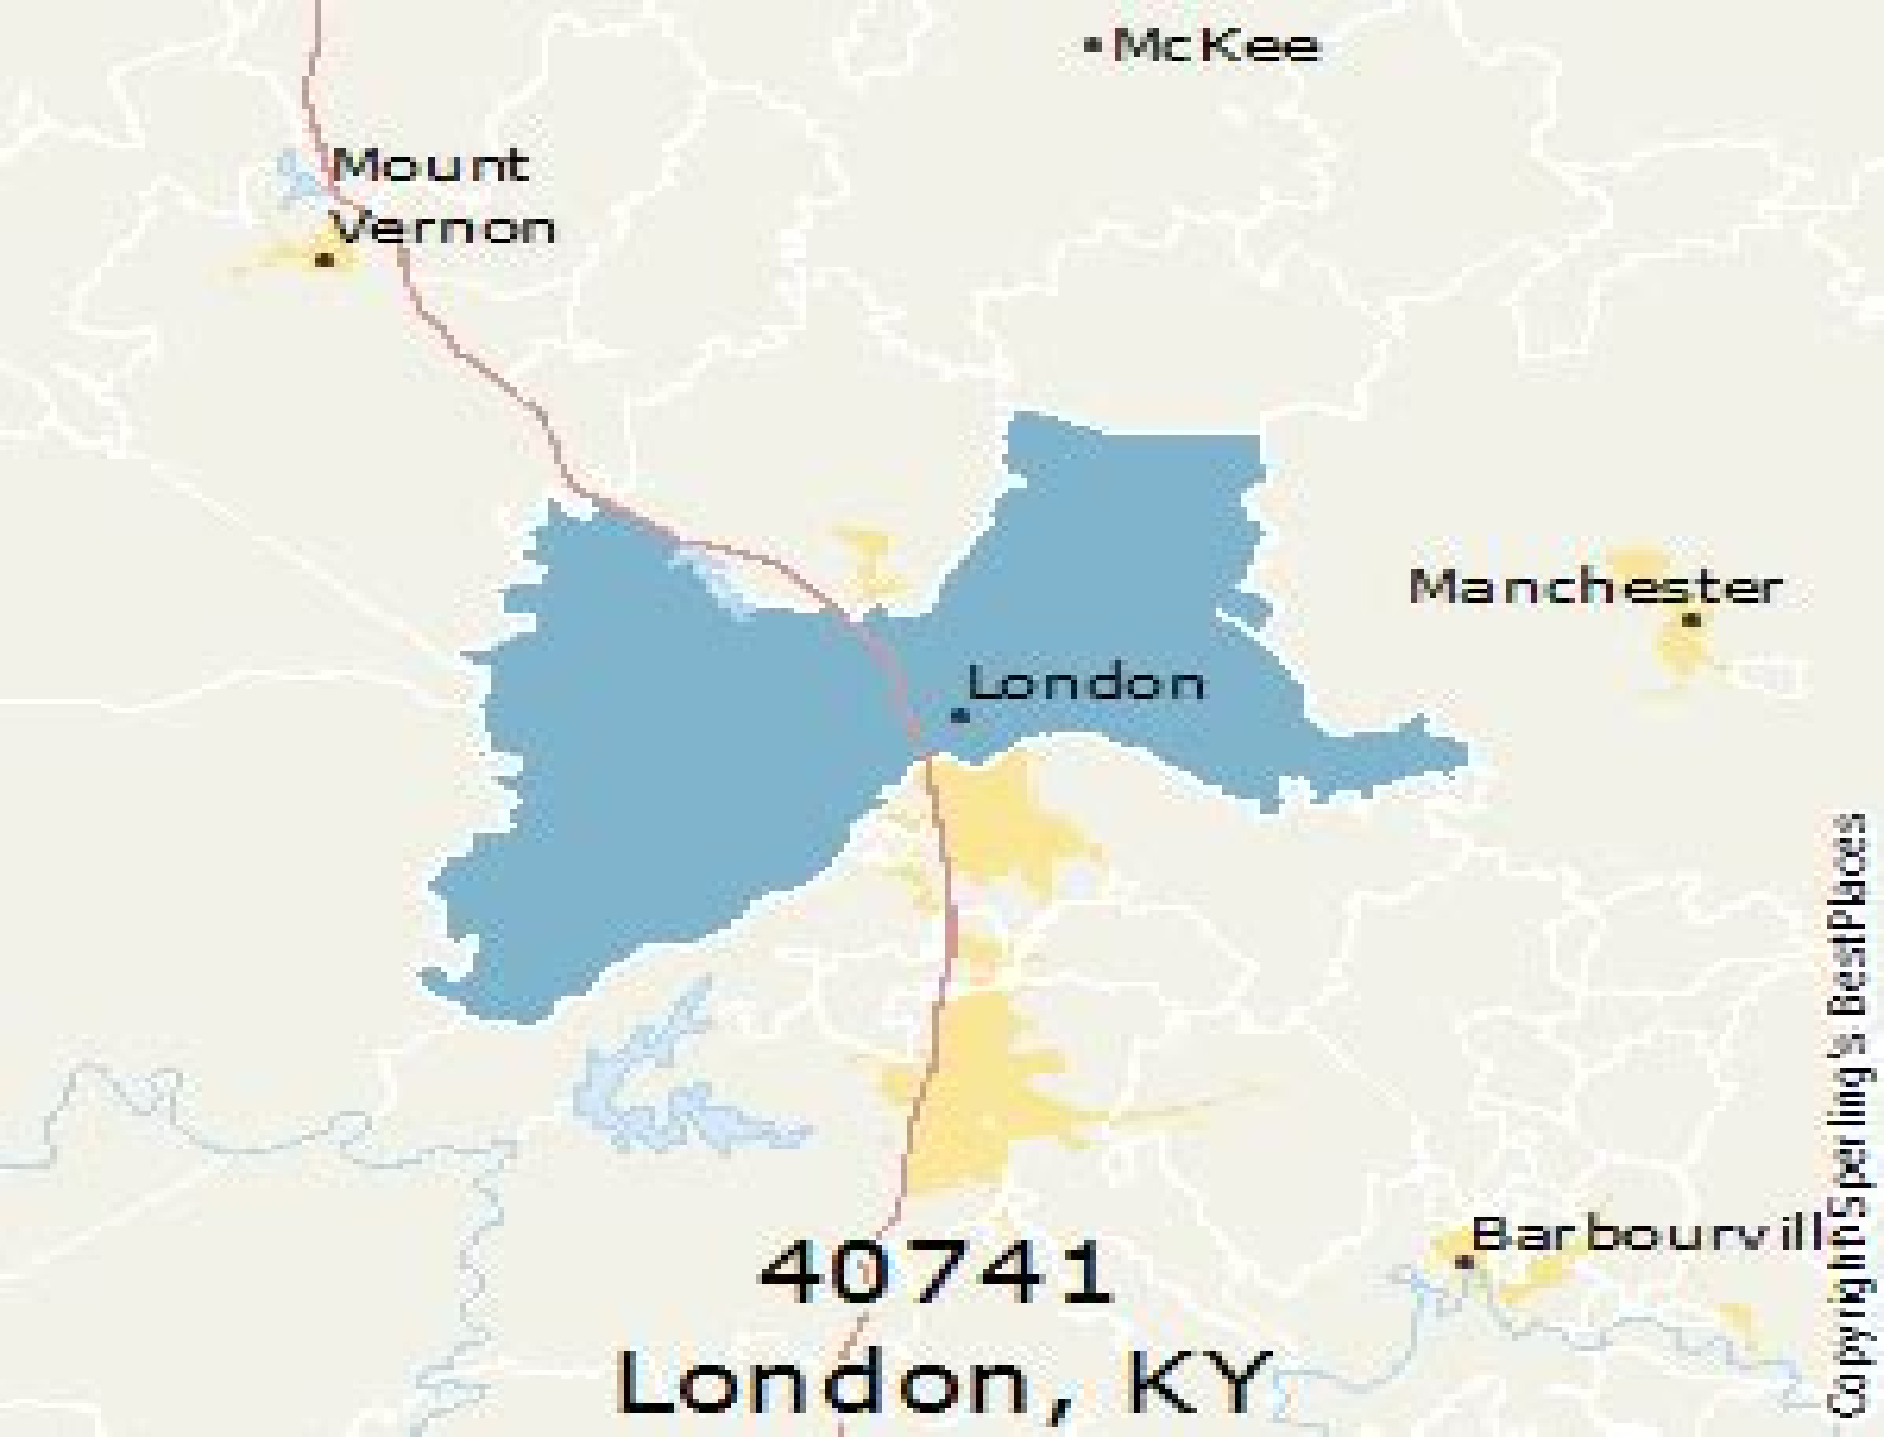 McKee
Mount
Vernon
Manchester
London
Barbourvill
40741
London, KY
Copyright Sperling's BestPlaces